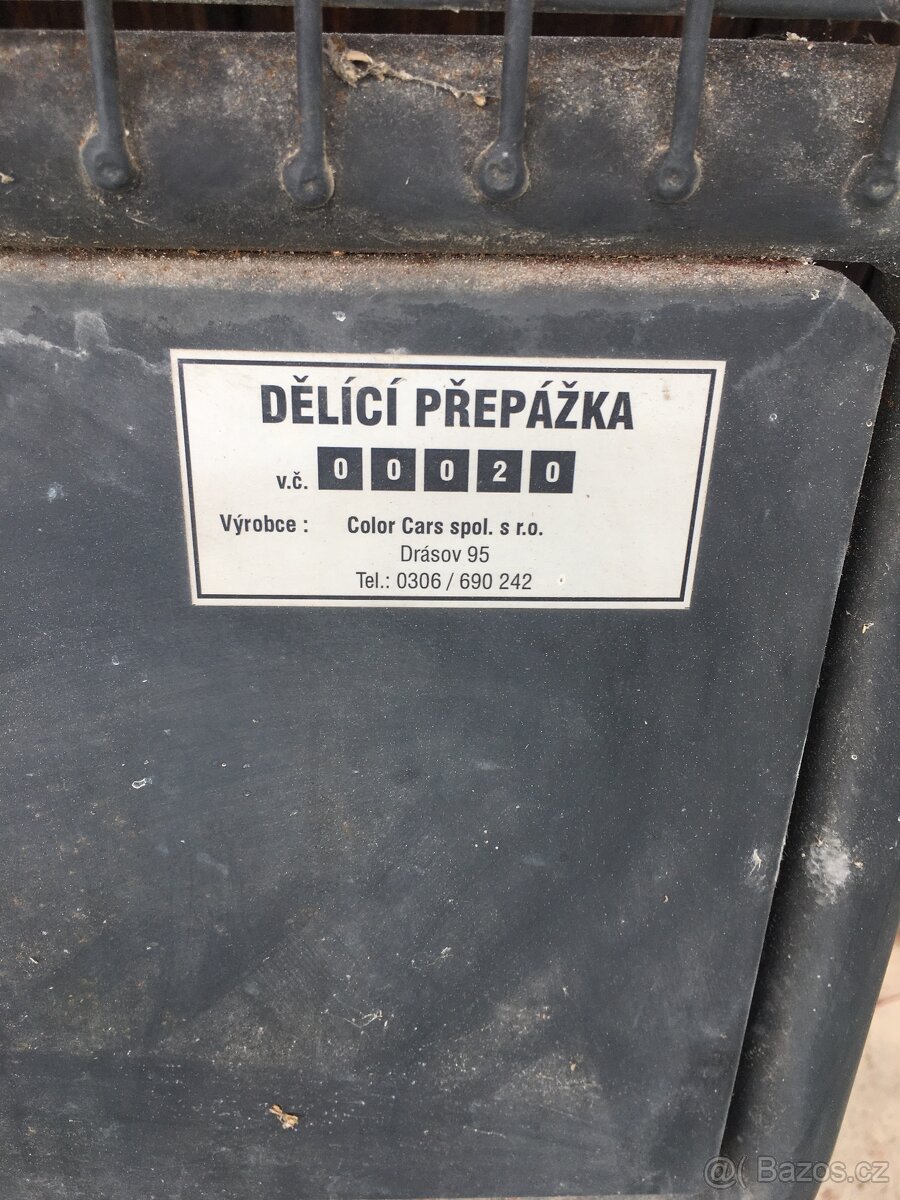 DĚLÍCÍ PŘEPÁŽKA
v.č. 00020
Výrobce : Color Cars spol. s r.o.
Drásov 95
Tel.: 0306 / 690 242
@( Bazos.cz